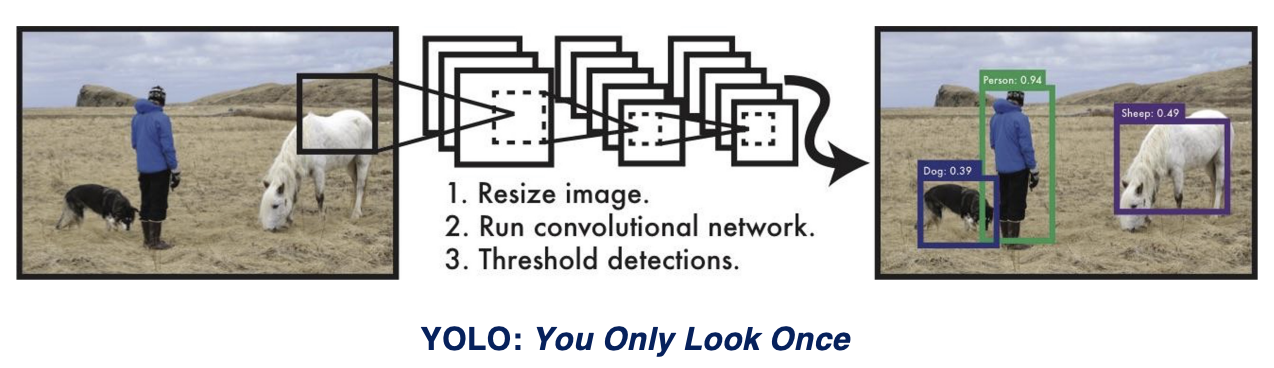 1. Resize image.
2. Run convolutional network.
3. Threshold detections.
Person: 0.94
Sheep: 0.49
Dog: 0.39
YOLO: You Only Look Once